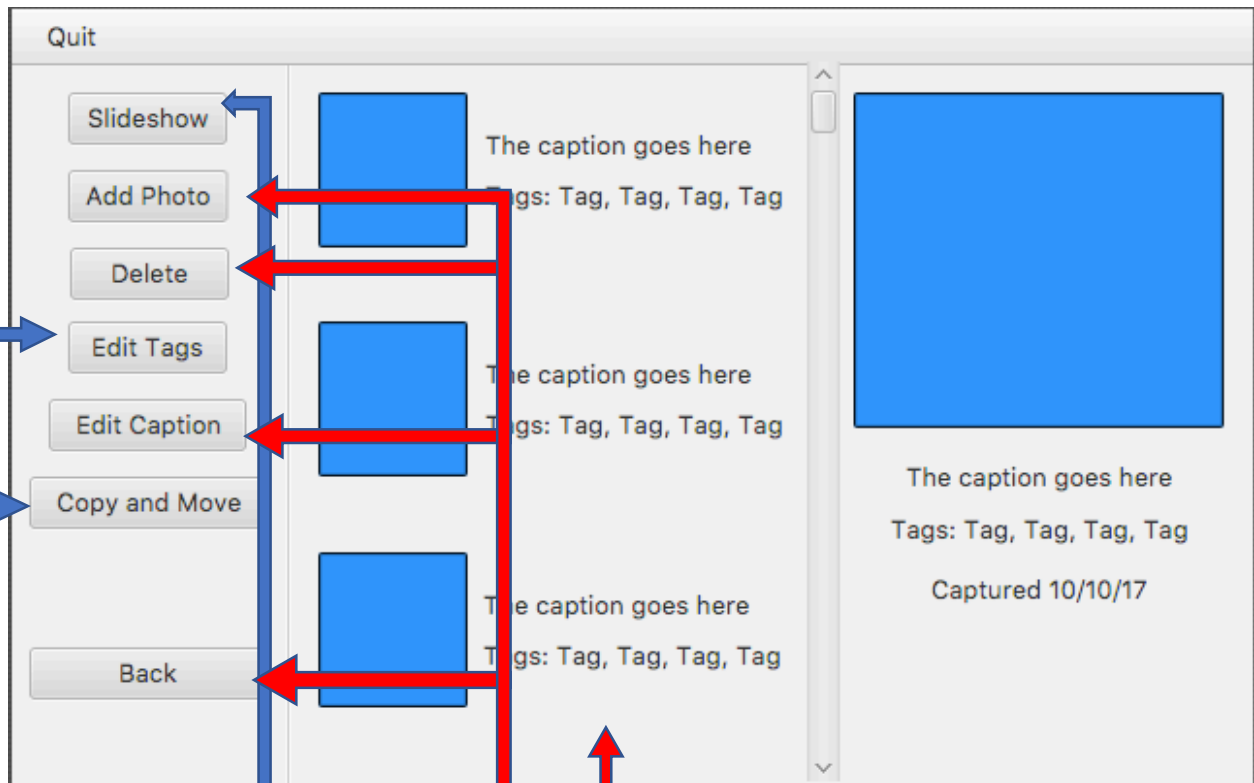 Quit
Slideshow
Add Photo
Delete
Edit Tags
Edit Caption
Copy and Move
Back
The caption goes here
Tags: Tag, Tag, Tag, Tag
The caption goes here
Tags: Tag, Tag, Tag, Tag
The caption goes here
Tags: Tag, Tag, Tag, Tag
The caption goes here
Tags: Tag, Tag, Tag, Tag
Captured 10/10/17